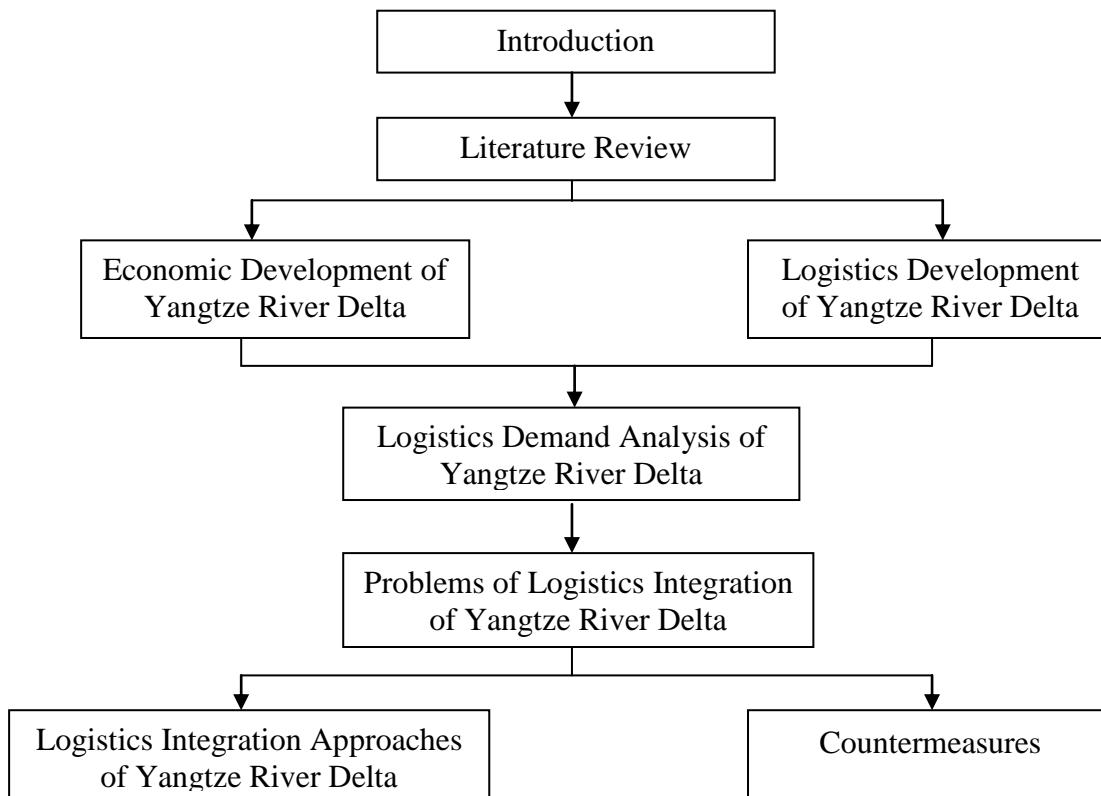 Introduction
Literature Review
Economic Development of
Yangtze River Delta
Logistics Development
of Yangtze River Delta
Logistics Demand Analysis of
Yangtze River Delta
Problems of Logistics Integration
of Yangtze River Delta
Logistics Integration Approaches
of Yangtze River Delta
Countermeasures